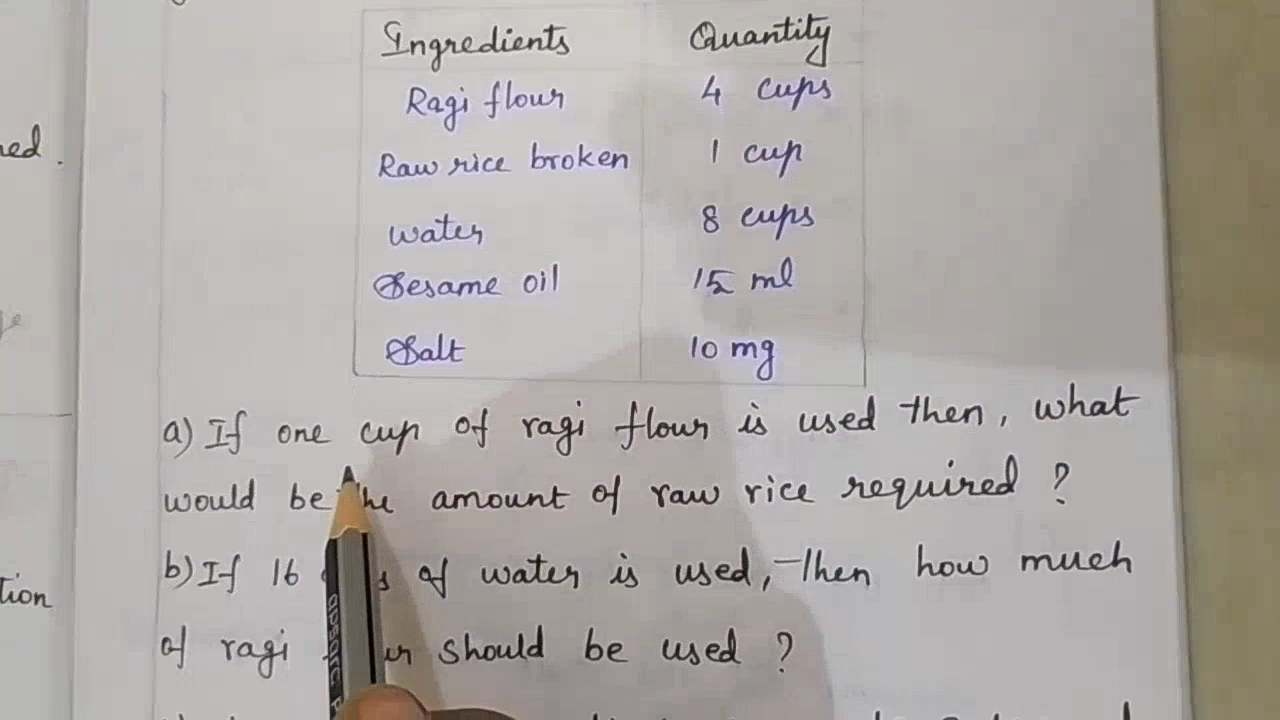 Ingredients Quantity
Ragi flour 4 cups
Raw rice broken 1 cup
water 8 cups
Sesame oil 15 ml
Salt 10 mg
a) If one cup of ragi flour is used then, what
would be the amount of raw rice required ?
b) If 16 of water is used, then how much
of ragi should be used ?